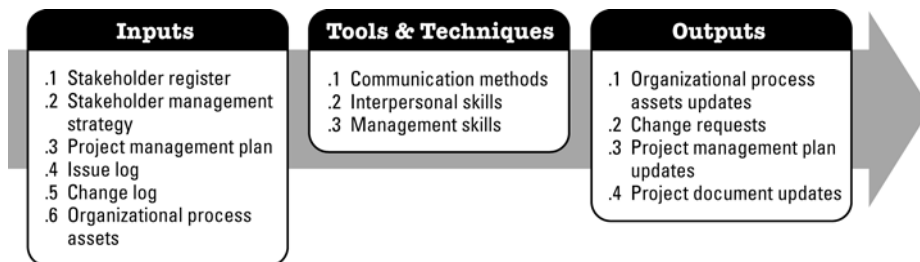 Inputs
.1 Stakeholder register
.2 Stakeholder management
strategy
.3 Project management plan
.4 Issue log
.5 Change log
.6 Organizational process
assets
Tools & Techniques
.1 Communication methods
.2 Interpersonal skills
.3 Management skills
Outputs
.1 Organizational process
assets updates
.2 Change requests
.3 Project management plan
updates
.4 Project document updates